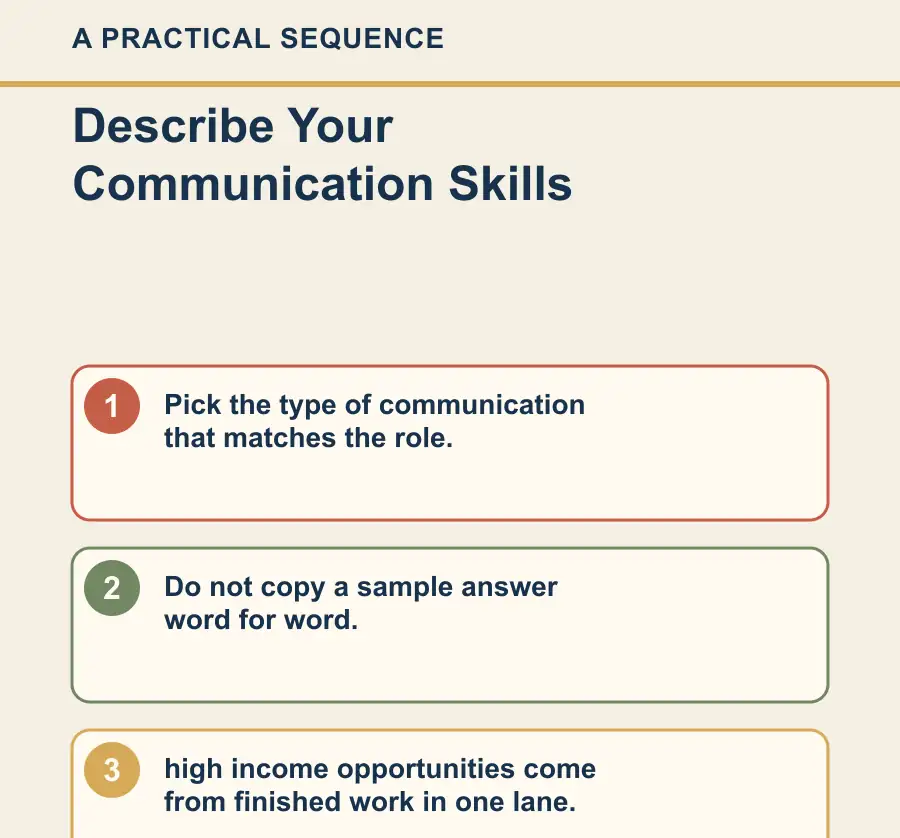 A PRACTICAL SEQUENCE
Describe Your
Communication Skills
1
Pick the type of communication
that matches the role.
2
Do not copy a sample answer
word for word.
3
high income opportunities come
from finished work in one lane.